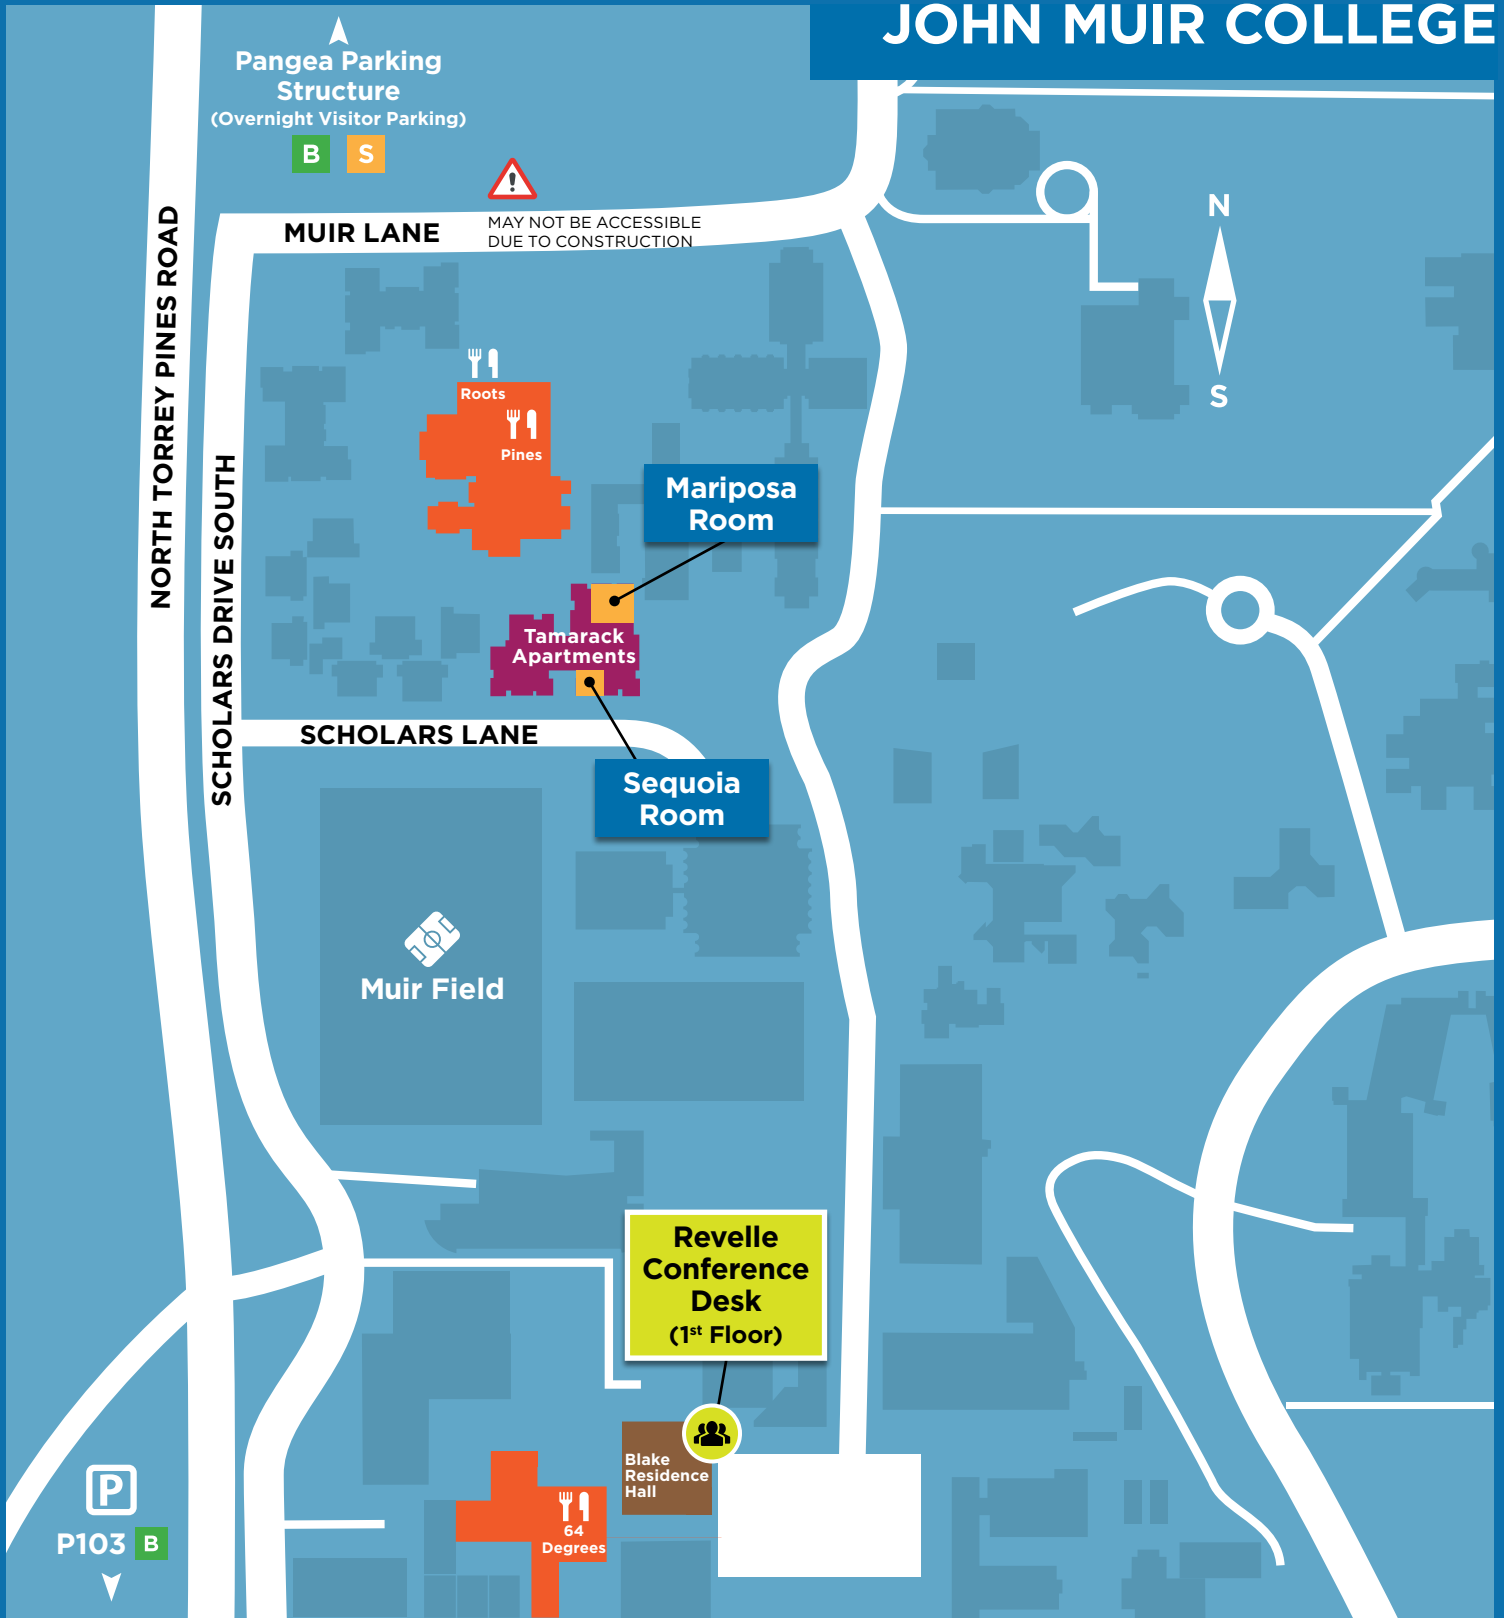 JOHN MUIR COLLEGE
Pangea Parking
Structure
(Overnight Visitor Parking)
B S
MUIR LANE
MAY NOT BE ACCESSIBLE
DUE TO CONSTRUCTION
N
S
NORTH TORREY PINES ROAD
SCHOLARS DRIVE SOUTH
Roots
Pines
Mariposa
Room
Tamarack
Apartments
SCHOLARS LANE
Sequoia
Room
Muir Field
Revelle
Conference
Desk
(1st Floor)
Blake
Residence
Hall
64
Degrees
P
P103 B